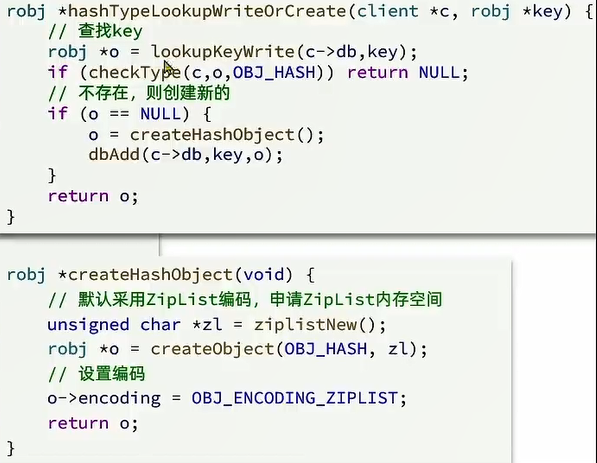 robj *hashTypeLookupWriteOrCreate(client *c, robj *key) {
    // 查找key
    robj *o = lookupKeyWrite(c->db,key);
    if (checkType(c,o,OBJ_HASH)) return NULL;
    // 不存在，则创建新的
    if (o == NULL) {
        o = createHashObject();
        dbAdd(c->db,key,o);
    }
    return o;
}
robj *createHashObject(void) {
    // 默认采用ZipList编码，申请ZipList内存空间
    unsigned char *zl = ziplistNew();
    robj *o = createObject(OBJ_HASH, zl);
    // 设置编码
    o->encoding = OBJ_ENCODING_ZIPLIST;
    return o;
}